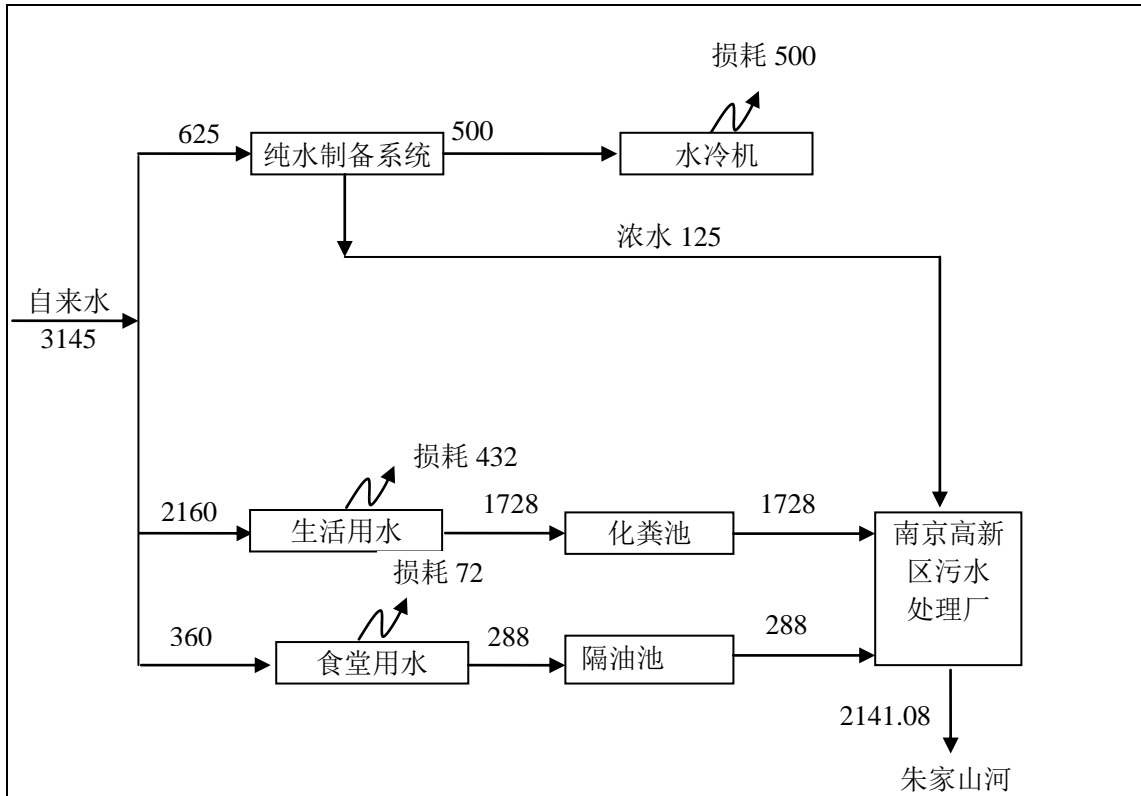 损耗 500
625
纯水制备系统
500
水冷机
浓水 125
自来水
3145
损耗 432
2160
生活用水
1728
化粪池
1728
南京高新
区污水
处理厂
损耗 72
360
食堂用水
288
隔油池
288
2141.08
朱家山河